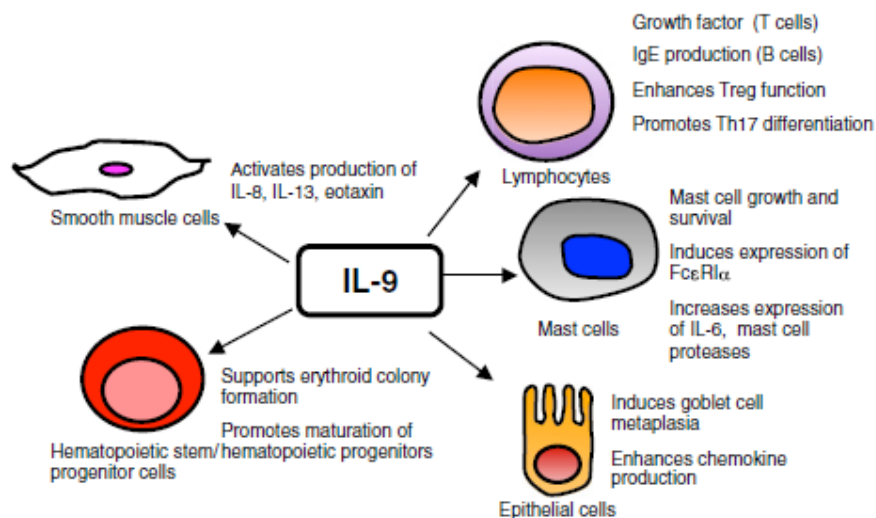 Growth factor (T cells)
IgE production (B cells)
Enhances Treg function
Promotes Th17 differentiation
Lymphocytes
Activates production of
IL-8, IL-13, eotaxin
Smooth muscle cells
IL-9
Mast cell growth and
survival
Induces expression of
FcεRIα
Increases expression
of IL-6, mast cell
proteases
Mast cells
Supports erythroid colony
formation
Promotes maturation of
hematopoietic progenitors
Hematopoietic stem/
progenitor cells
Induces goblet cell
metaplasia
Enhances chemokine
production
Epithelial cells